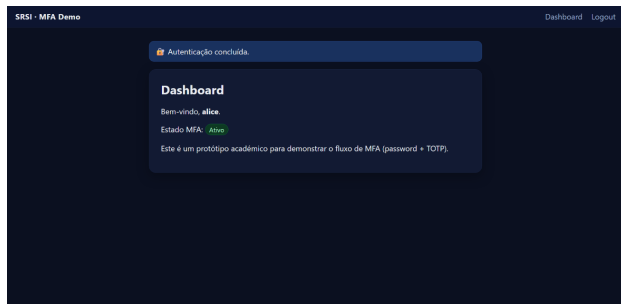 SRSI · MFA Demo
Dashboard Logout
🔐 Autenticação concluída.
Dashboard
Bem-vindo, alice.
Estado MFA: Ativo
Este é um protótipo académico para demonstrar o fluxo de MFA (password + TOTP).